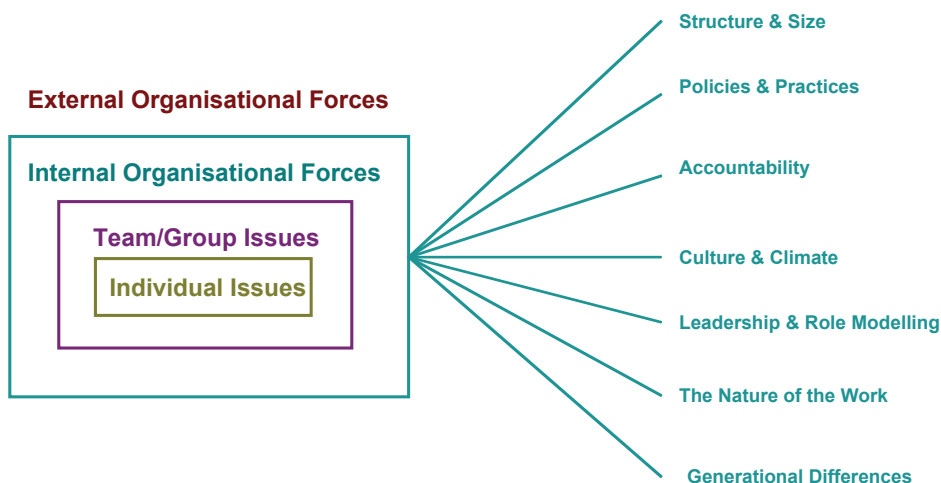 External Organisational Forces
Internal Organisational Forces
Team/Group Issues
Individual Issues
Structure & Size
Policies & Practices
Accountability
Culture & Climate
Leadership & Role Modelling
The Nature of the Work
Generational Differences